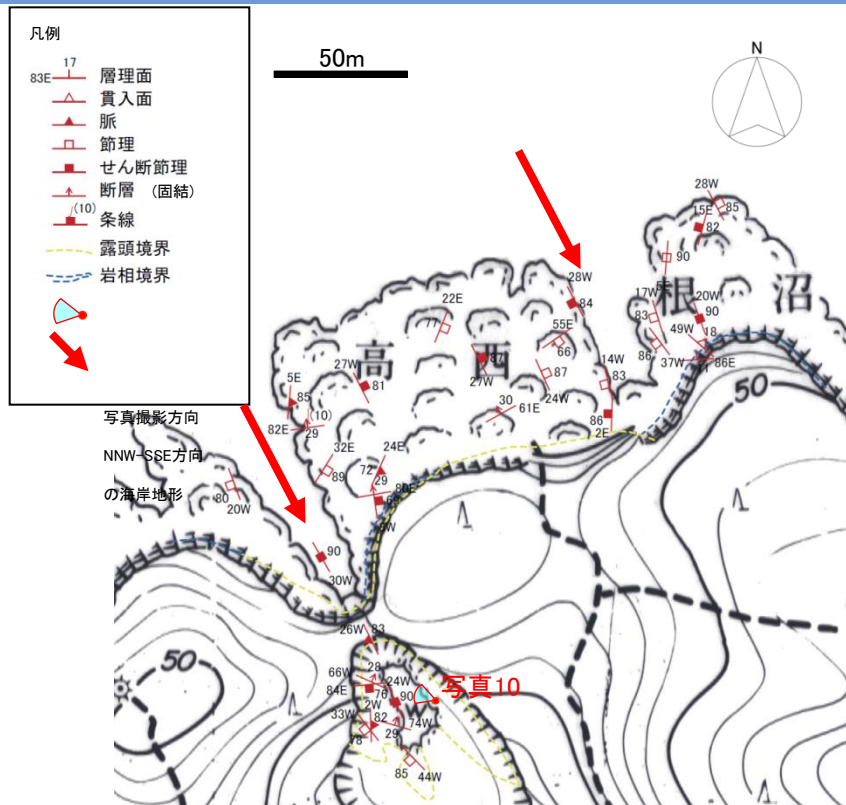 凡例
17
83E 層理面
貫入面
脈
節理
せん断節理
断層 (固結)
(10)
条線
露頭境界
岩相境界
写真撮影方向
NNW-SSE方向
の海岸地形
50m
N
28W
85
15E
82
90
28W
84
17W
5E
83
20W
90
49W
18
86
37W
86E
根 沼
22E
77
55E
66
高 西
27W
81
87
27W
87
24W
14W
83
5E
85
(10)
82E
29
30
61E
86
2E
50
32E
89
24E
72
29
80E
80
20W
90
30W
26W
83
50
66W
28
84E
76
24W
90
2W
写真10
33W
82
74W
78
29
85
44W